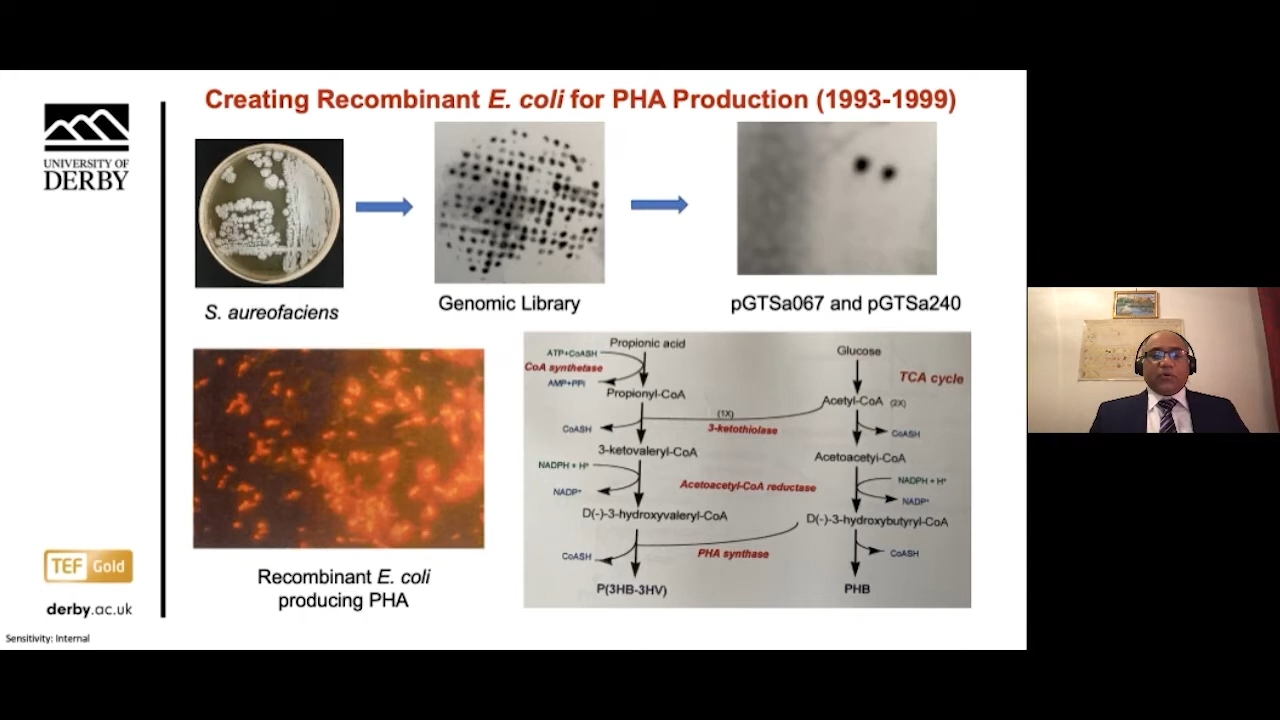 Creating Recombinant E. coli for PHA Production (1993-1999)
UNIVERSITY OF
DERBY
S. aureofaciens
Genomic Library
pGTSa067 and pGTSa240
Propionic acid
ATP+CoASH
CoA synthetase
AMP+PPi
Propionyl-CoA
CoASH
3-ketovaleryl-CoA
NADPH + H⁺
NADP⁺
D(-)-3-hydroxyvaleryl-CoA
CoASH
P(3HB-3HV)
(1X)
3-ketothiolase
Acetoacetyl-CoA reductase
PHA synthase
Glucose
TCA cycle
Acetyl-CoA (2X)
CoASH
Acetoacetyl-CoA
NADPH + H⁺
NADP⁺
D(-)-3-hydroxybutyryl-CoA
CoASH
PHB
Recombinant E. coli
producing PHA
TEF Gold
derby.ac.uk
Sensitivity: Internal